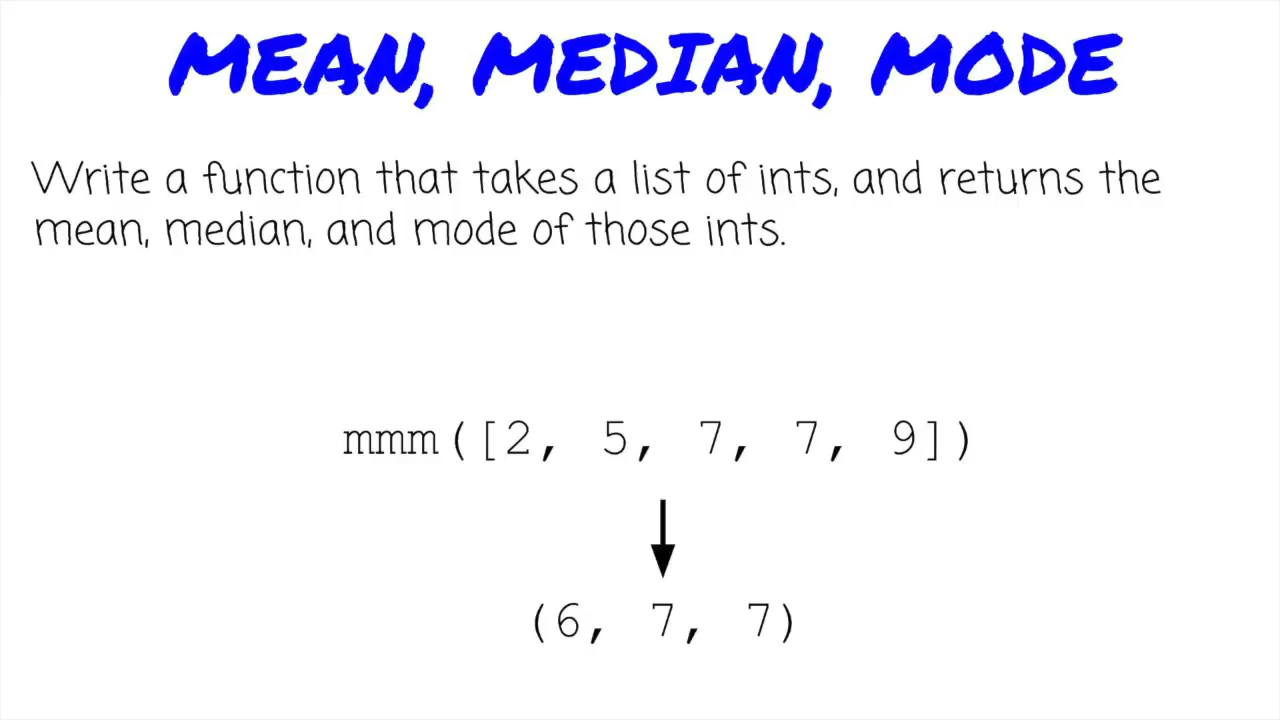 MEAN, MEDIAN, MODE
Write a function that takes a list of ints, and returns the
mean, median, and mode of those ints.
mmm([2, 5, 7, 7, 9])
(6, 7, 7)